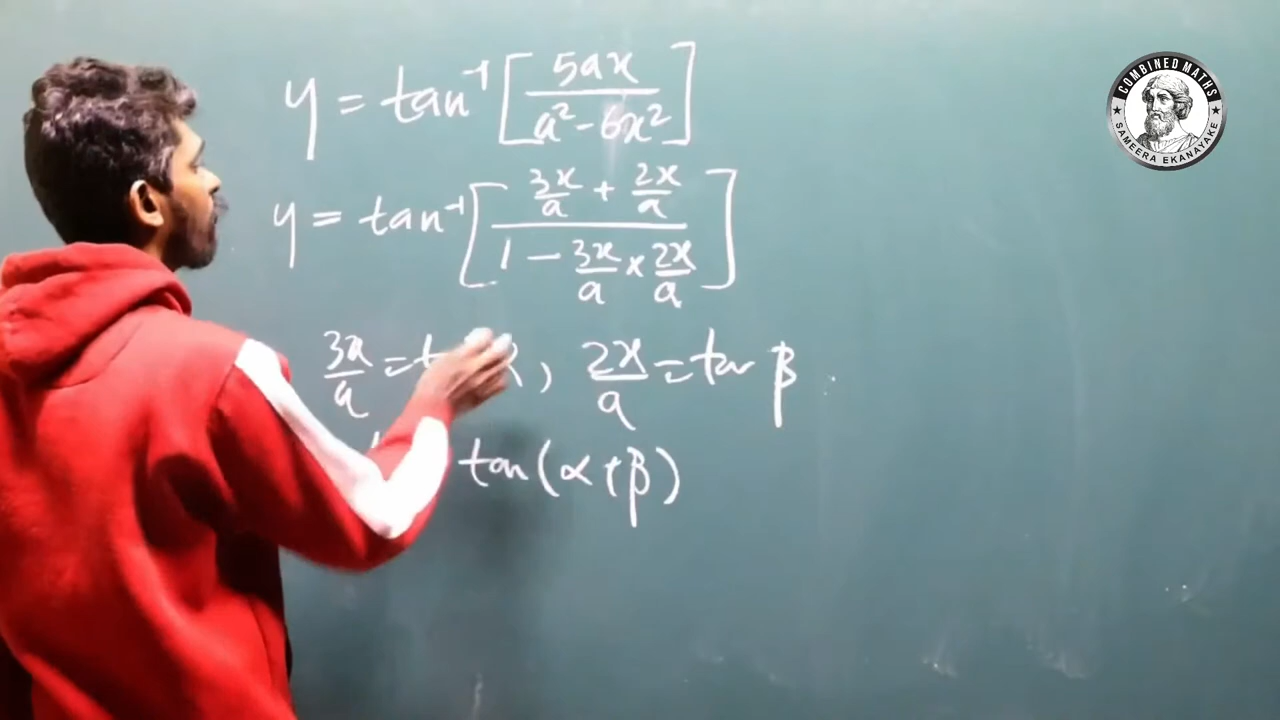 y = tan⁻¹[5ax / a² - 6x²]
y = tan⁻¹[3x/a + 2x/a / 1 - 3x/a × 2x/a]
3x/a = , 2x/a = tan β
tan(α + β)
COMBINED MATHS
★ SAMEERA EKANAYAKE ★